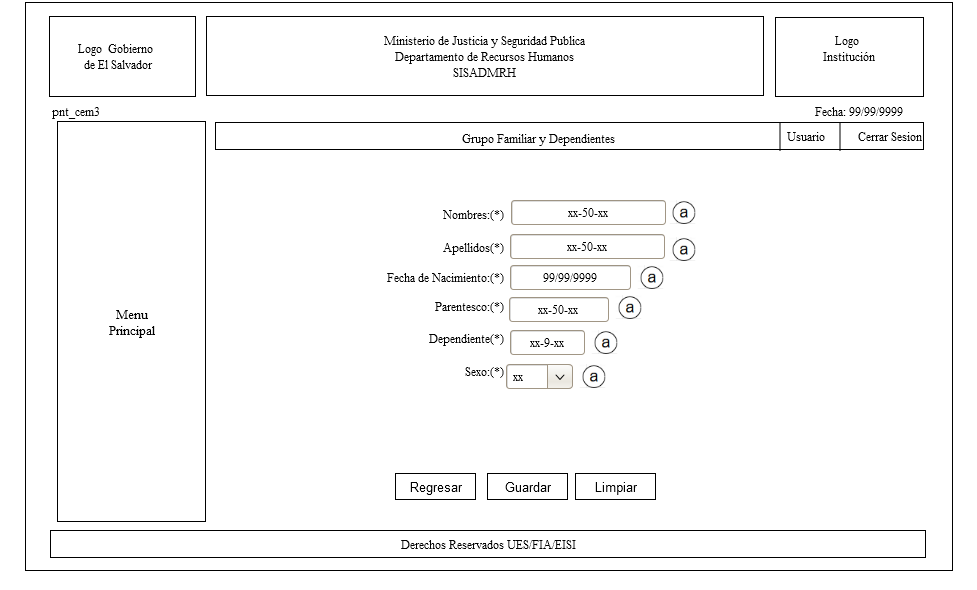 Logo Gobierno
de El Salvador
Ministerio de Justicia y Seguridad Publica
Departamento de Recursos Humanos
SISADMRH
Logo
Institución
pnt_cem3
Fecha: 99/99/9999
Grupo Familiar y Dependientes
Usuario
Cerrar Sesion
Menu
Principal
Nombres:(*) xx-50-xx a
Apellidos(*) xx-50-xx a
Fecha de Nacimiento:(*) 99/99/9999 a
Parentesco:(*) xx-50-xx a
Dependiente(*) xx-9-xx a
Sexo:(*) xx a
Regresar
Guardar
Limpiar
Derechos Reservados UES/FIA/EISI